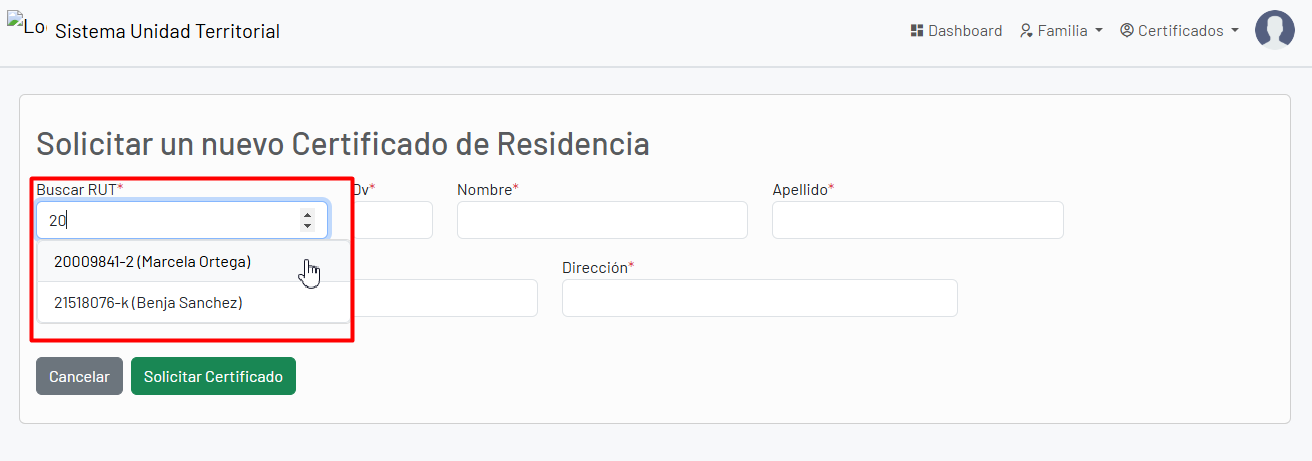 Lo
Sistema Unidad Territorial
Dashboard
Familia
Certificados
Solicitar un nuevo Certificado de Residencia
Buscar RUT*
Dv*
Nombre*
Apellido*
20
20009841-2 (Marcela Ortega)
Dirección*
21518076-k (Benja Sanchez)
Cancelar
Solicitar Certificado